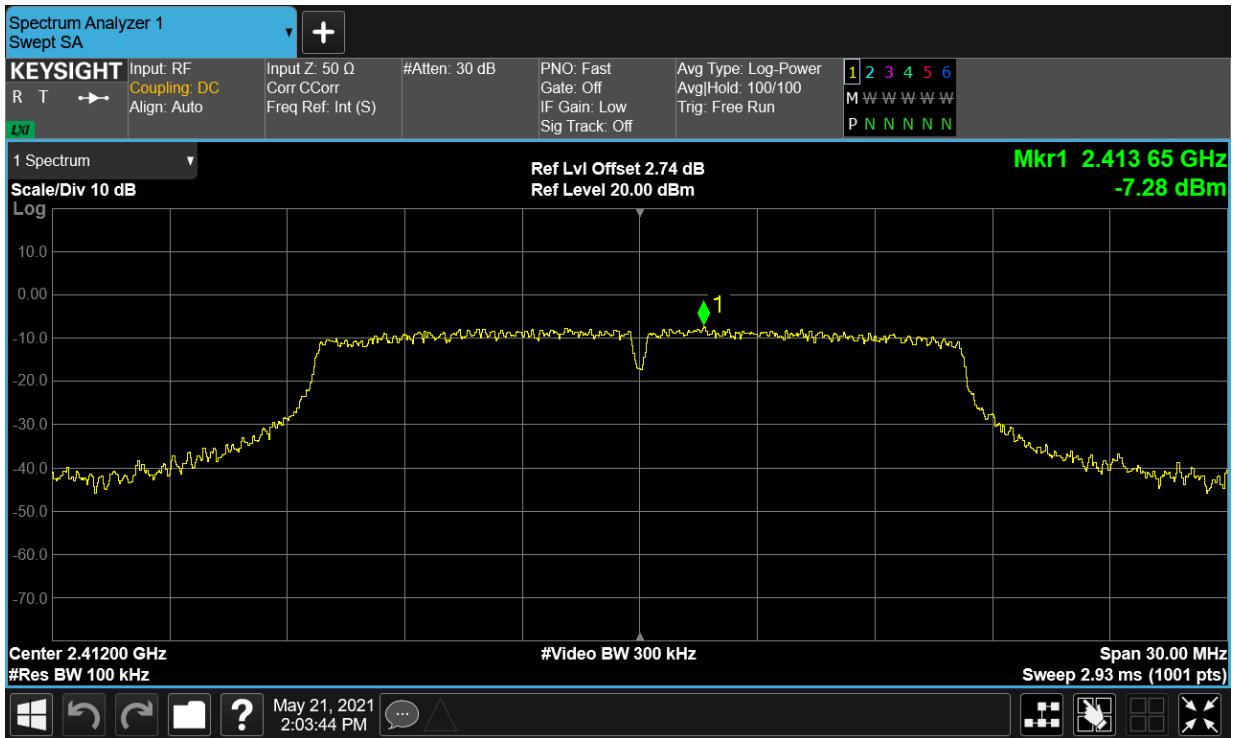 Spectrum Analyzer 1
Swept SA
+
KEYSIGHT
R T
LXI
Input: RF
Coupling: DC
Align: Auto
Input Z: 50 Ω
Corr CCorr
Freq Ref: Int (S)
#Atten: 30 dB
PNO: Fast
Gate: Off
IF Gain: Low
Sig Track: Off
Avg Type: Log-Power
Avg|Hold: 100/100
Trig: Free Run
1 2 3 4 5 6
M W W W W W
P N N N N N
1 Spectrum
Scale/Div 10 dB
Log
Ref Lvl Offset 2.74 dB
Ref Level 20.00 dBm
Mkr1 2.413 65 GHz
-7.28 dBm
10.0
0.00
-10.0
-20.0
-30.0
-40.0
-50.0
-60.0
-70.0
1
Center 2.41200 GHz
#Res BW 100 kHz
#Video BW 300 kHz
Span 30.00 MHz
Sweep 2.93 ms (1001 pts)
?
May 21, 2021
2:03:44 PM